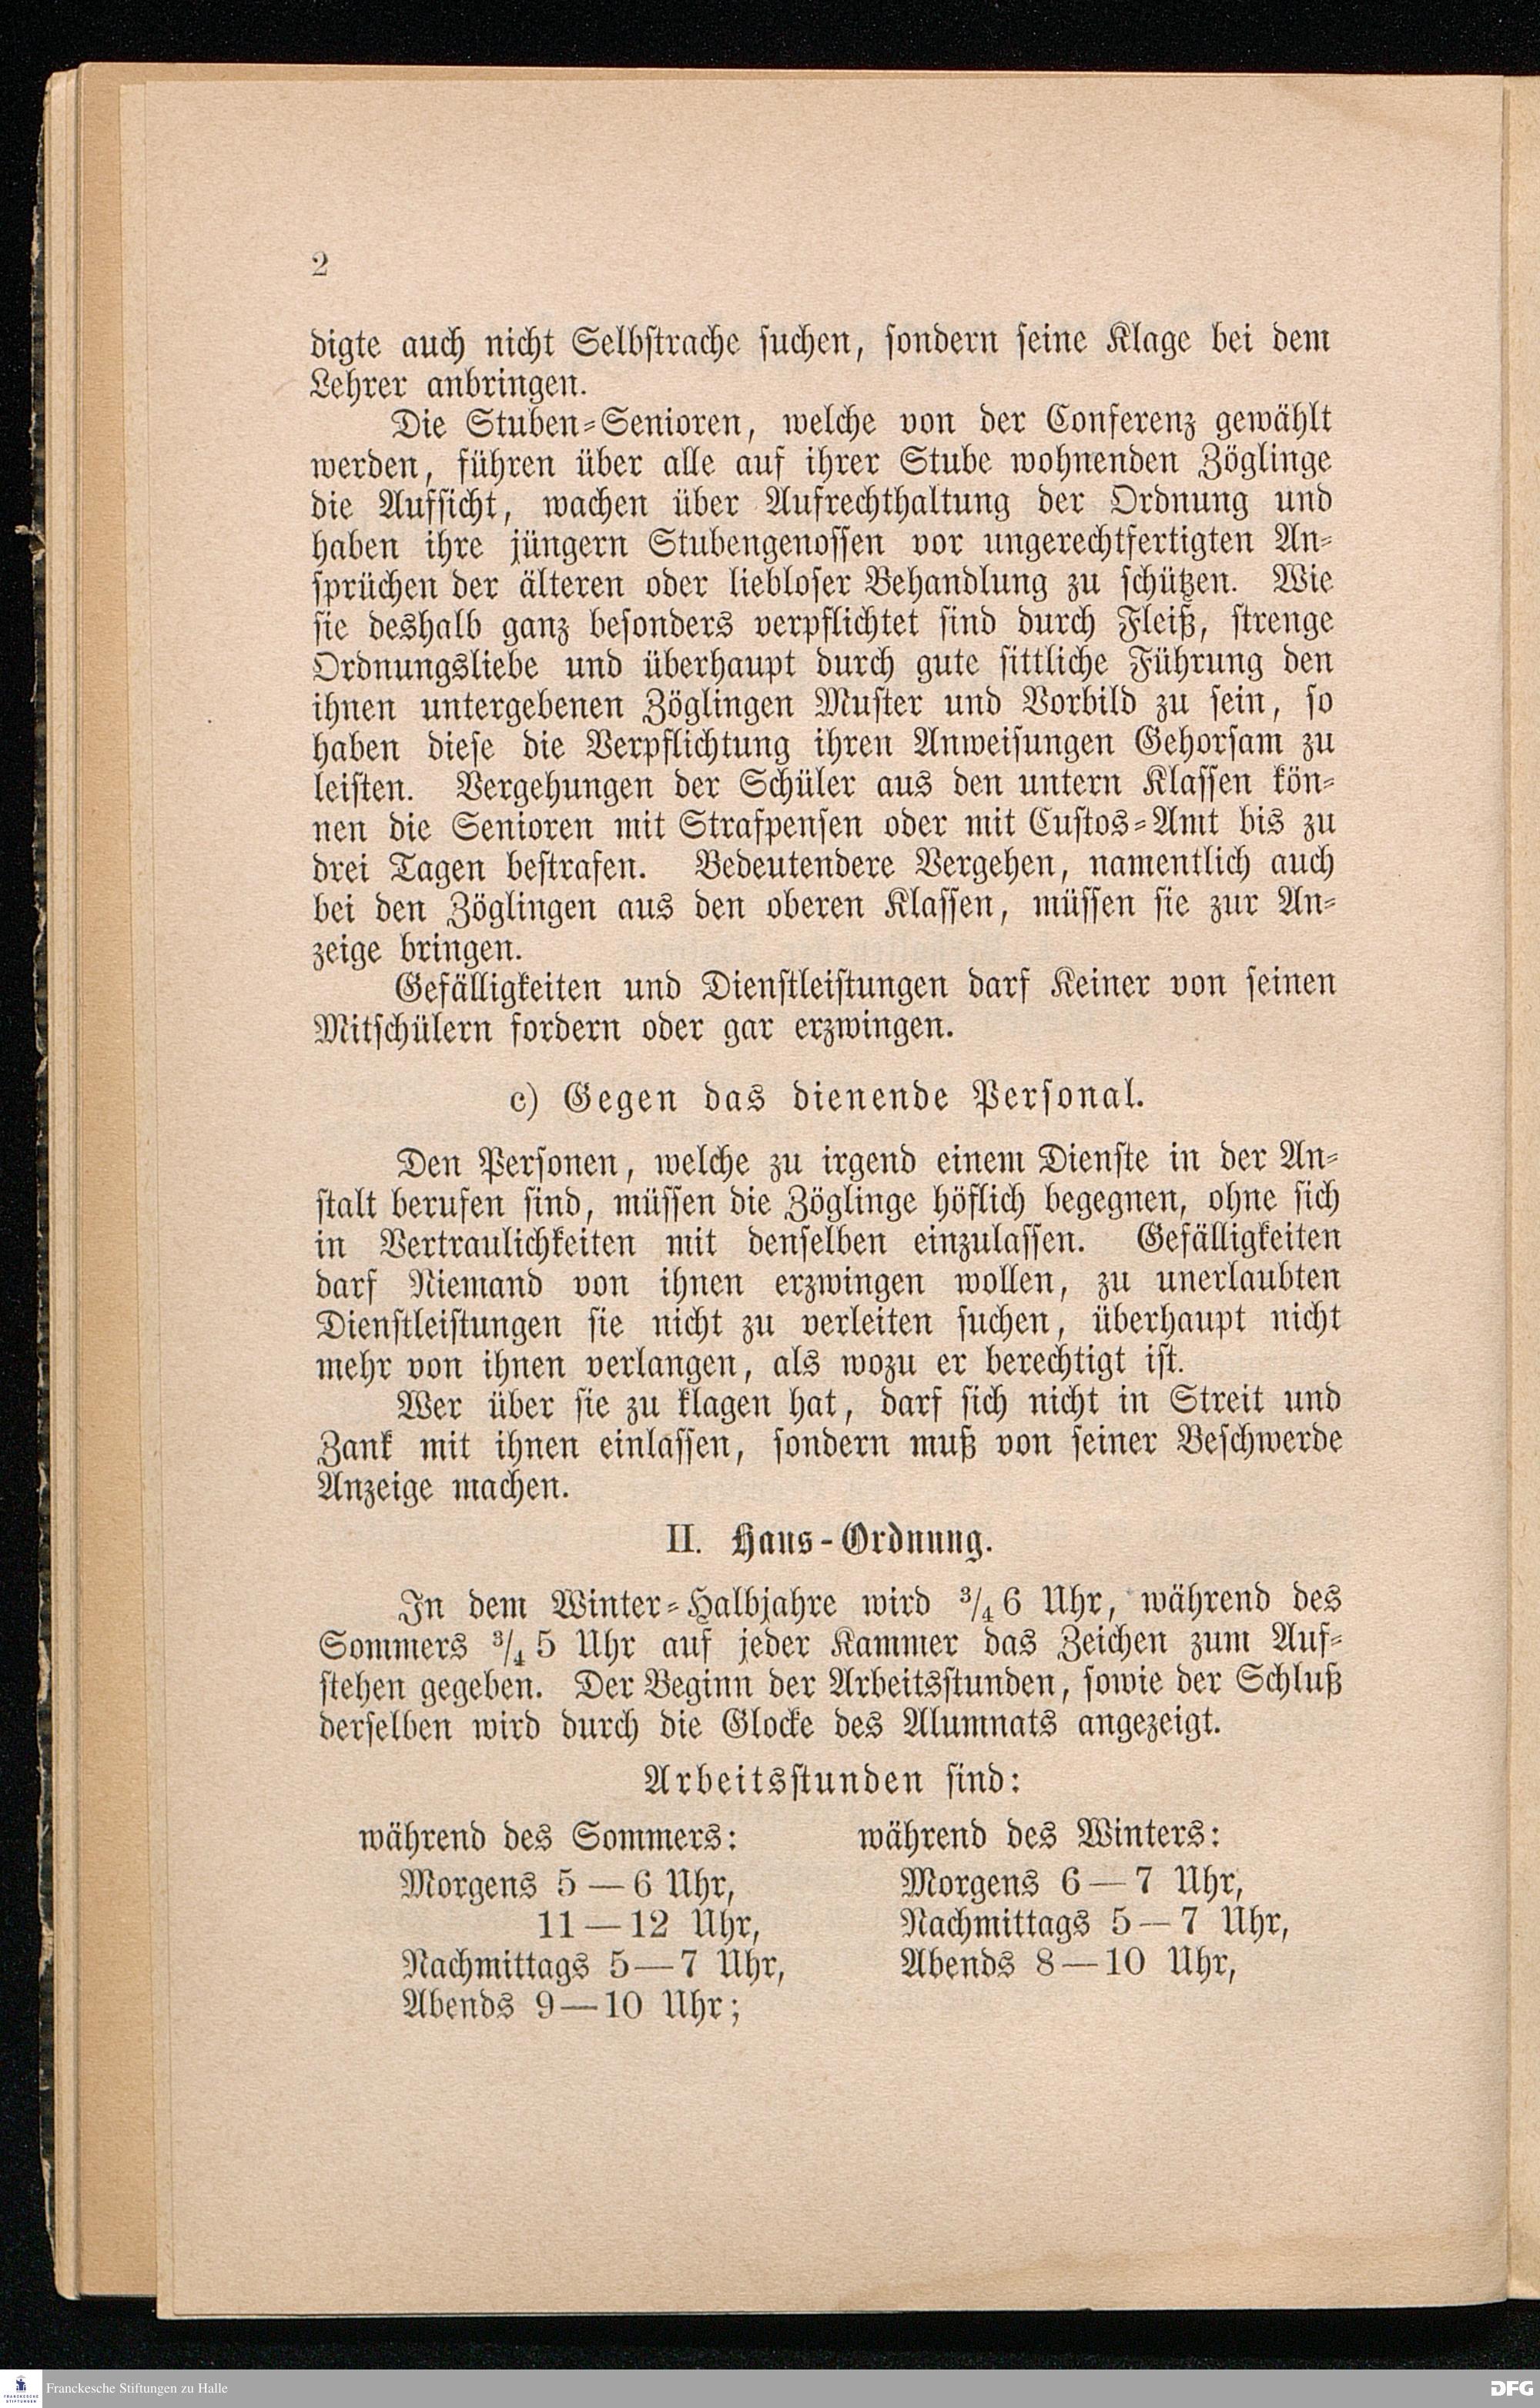 2
digte auch nicht Selbstrache suchen, sondern seine Klage bei dem
Lehrer anbringen.
Die Stuben-Senioren, welche von der Conferenz gewählt
werden, führen über alle auf ihrer Stube wohnenden Zöglinge
die Aufsicht, wachen über Aufrechthaltung der Ordnung und
haben ihre jüngern Stubengenossen vor ungerechtfertigten An-
sprüchen der älteren oder liebloser Behandlung zu schützen. Wie
sie deshalb ganz besonders verpflichtet sind durch Fleiß, strenge
Ordnungsliebe und überhaupt durch gute sittliche Führung den
ihnen untergebenen Zöglingen Muster und Vorbild zu sein, so
haben diese die Verpflichtung ihren Anweisungen Gehorsam zu
leisten. Vergehungen der Schüler aus den untern Klassen kön-
nen die Senioren mit Strafpensen oder mit Custos-Amt bis zu
drei Tagen bestrafen. Bedeutendere Vergehen, namentlich auch
bei den Zöglingen aus den oberen Klassen, müssen sie zur An-
zeige bringen.
Gefälligkeiten und Dienstleistungen darf Keiner von seinen
Mitschülern fordern oder gar erzwingen.
c) Gegen das dienende Personal.
Den Personen, welche zu irgend einem Dienste in der An-
stalt berufen sind, müssen die Zöglinge höflich begegnen, ohne sich
in Vertraulichkeiten mit denselben einzulassen. Gefälligkeiten
darf Niemand von ihnen erzwingen wollen, zu unerlaubten
Dienstleistungen sie nicht zu verleiten suchen, überhaupt nicht
mehr von ihnen verlangen, als wozu er berechtigt ist.
Wer über sie zu klagen hat, darf sich nicht in Streit und
Zank mit ihnen einlassen, sondern muß von seiner Beschwerde
Anzeige machen.
II. Haus-Ordnung.
In dem Winter-Halbjahre wird 3/4 6 Uhr, während des
Sommers 3/4 5 Uhr auf jeder Kammer das Zeichen zum Auf-
stehen gegeben. Der Beginn der Arbeitsstunden, sowie der Schluß
derselben wird durch die Glocke des Alumnats angezeigt.
Arbeitsstunden sind:
während des Sommers:
Morgens 5—6 Uhr,
11—12 Uhr,
Nachmittags 5—7 Uhr,
Abends 9—10 Uhr;
während des Winters:
Morgens 6—7 Uhr,
Nachmittags 5—7 Uhr,
Abends 8—10 Uhr,
FRANCKESCHE
STIFTUNGEN
Franckesche Stiftungen zu Halle
DFG